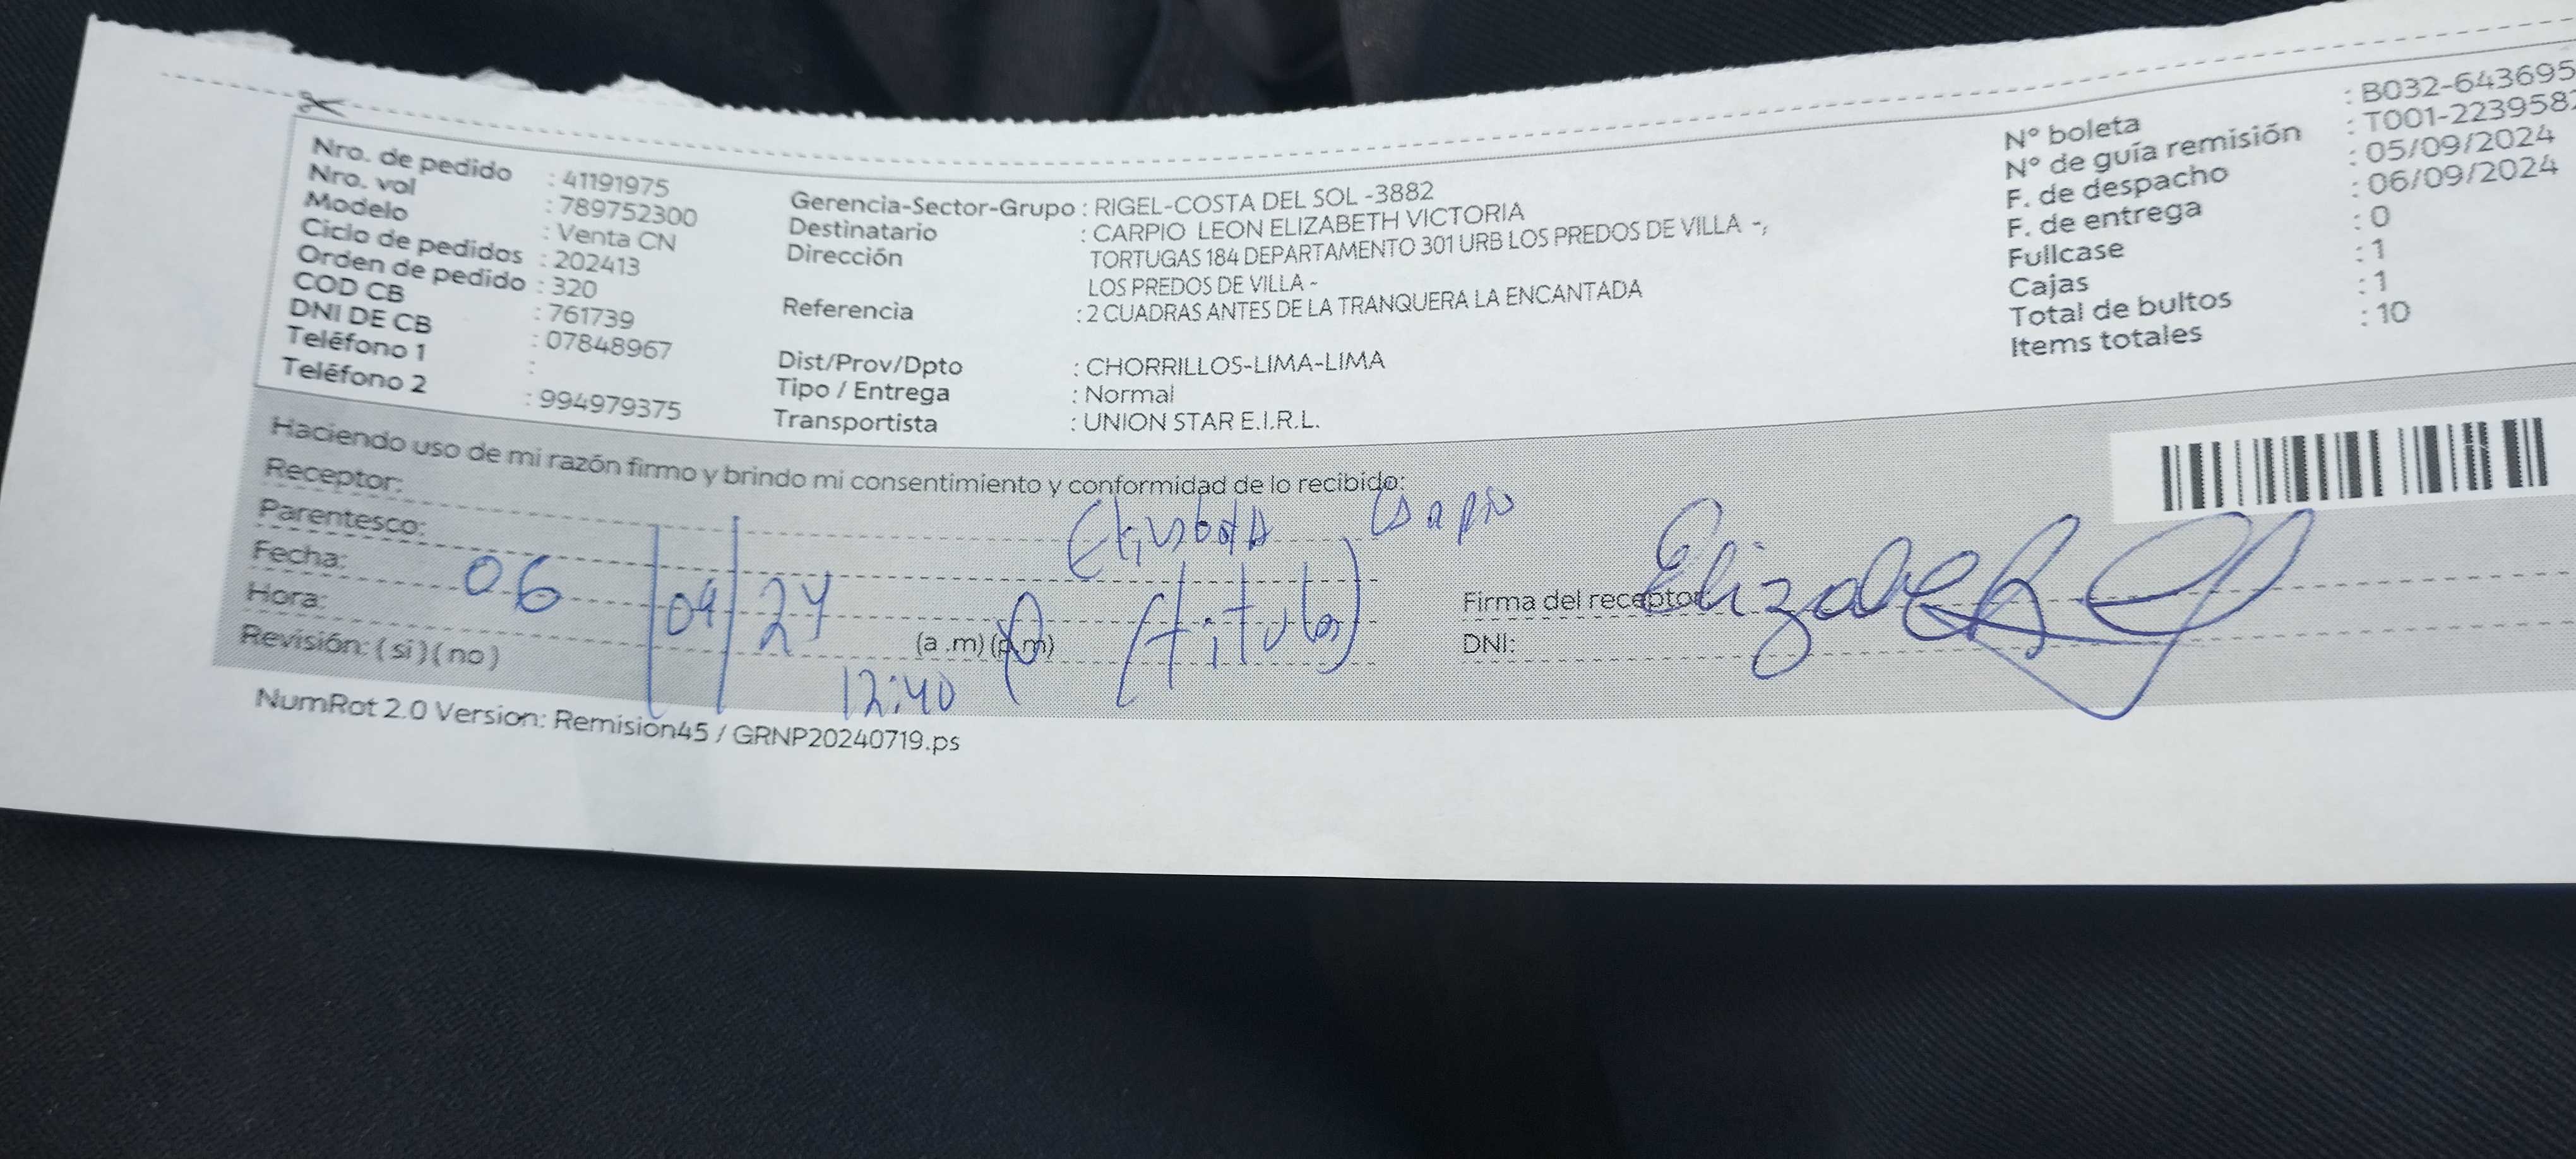 Nro. de pedido : 41191975
Nro. vol : 789752300
Modelo : Venta CN
Ciclo de pedidos : 202413
Orden de pedido : 320
COD CB : 761739
DNI DE CB : 07848967
Teléfono 1 :
Teléfono 2 : 994979375
Gerencia-Sector-Grupo : RIGEL-COSTA DEL SOL -3882
Destinatario : CARPIO LEON ELIZABETH VICTORIA
Dirección : TORTUGAS 184 DEPARTAMENTO 301 URB LOS PREDOS DE VILLA -,
LOS PREDOS DE VILLA -
Referencia : 2 CUADRAS ANTES DE LA TRANQUERA LA ENCANTADA
Dist/Prov/Dpto : CHORRILLOS-LIMA-LIMA
Tipo / Entrega : Normal
Transportista : UNION STAR E.I.R.L.
N° boleta : B032-643695
N° de guía remisión : T001-223958
F. de despacho : 05/09/2024
F. de entrega : 06/09/2024
Fullcase : 0
Cajas : 1
Total de bultos : 1
Items totales : 10
Haciendo uso de mi razón firmo y brindo mi consentimiento y conformidad de lo recibido:
Receptor: Elizabeth Carpio
Parentesco: (titular)
Fecha: 06/09/24
Hora: 12:40 (a .m) (p.m)
Revisión: ( si ) ( no )
Firma del receptor: Elizabeth
DNI:
NumRot 2.0 Version: Remision45 / GRNP20240719.ps